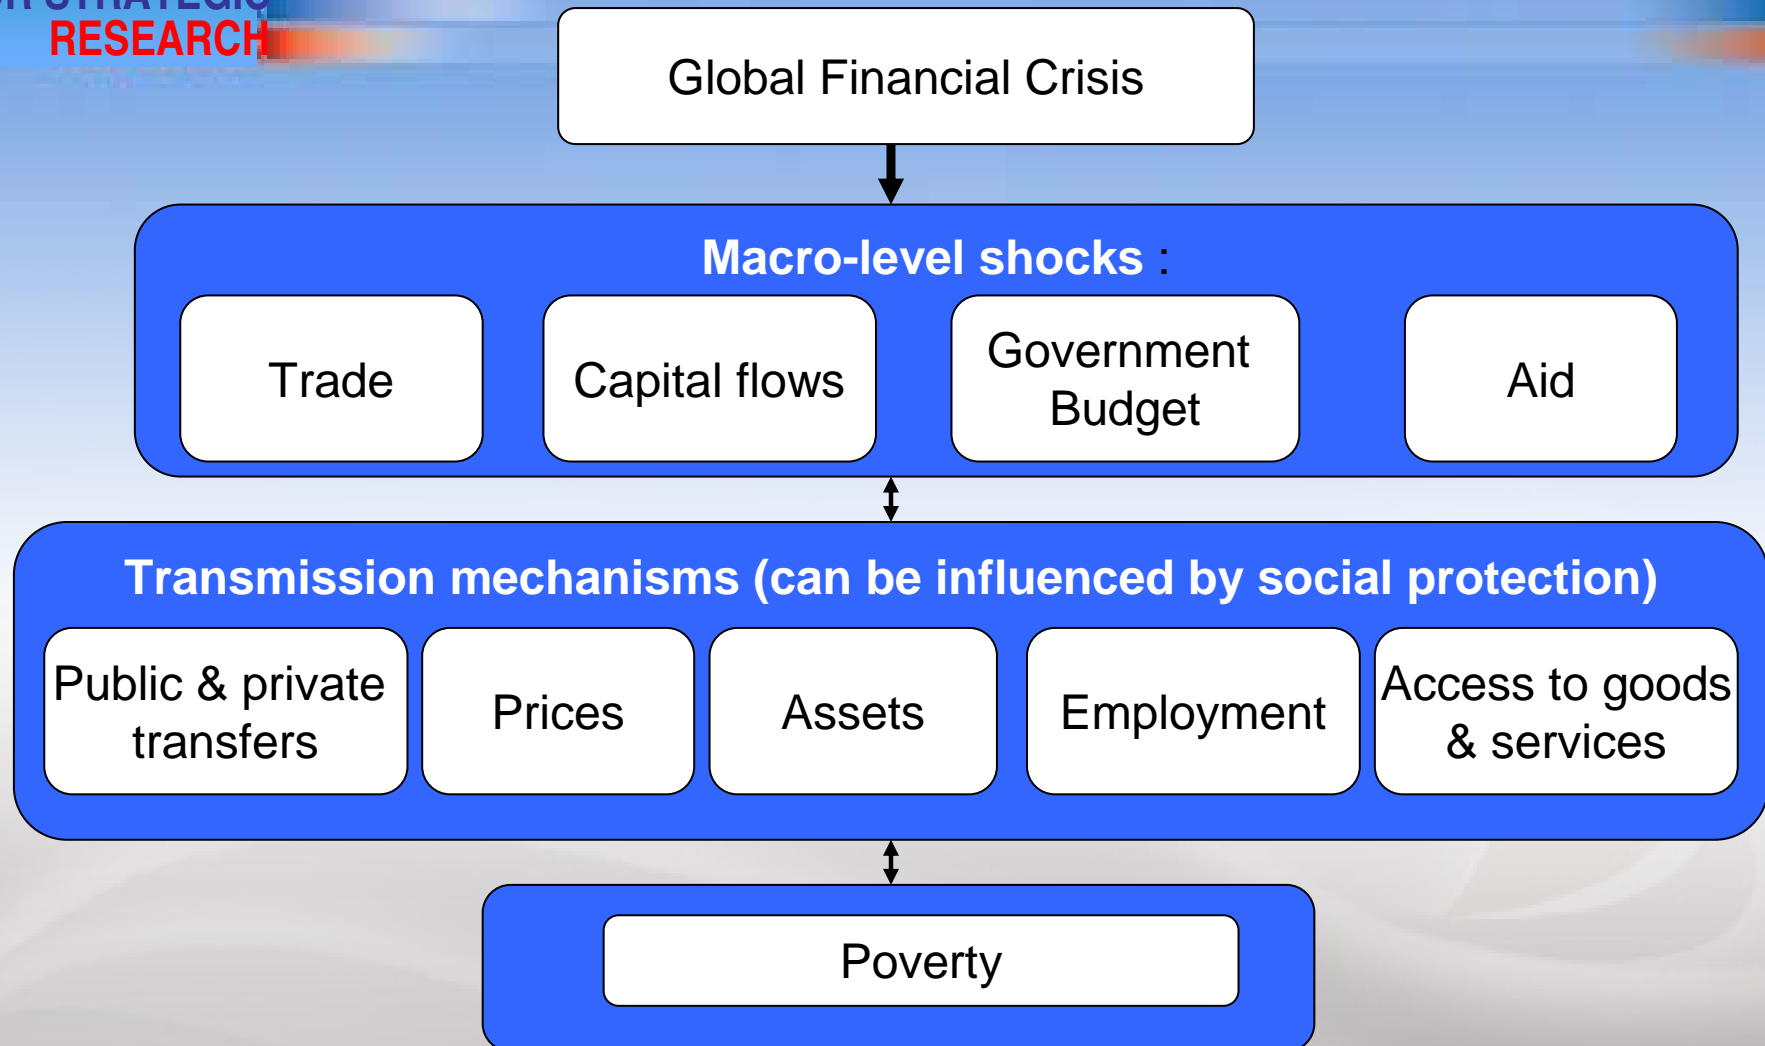 STRATEGIC
RESEARCH
Global Financial Crisis
Macro-level shocks :
Trade
Capital flows
Government
Budget
Aid
Transmission mechanisms (can be influenced by social protection)
Public & private
transfers
Prices
Assets
Employment
Access to goods
& services
Poverty